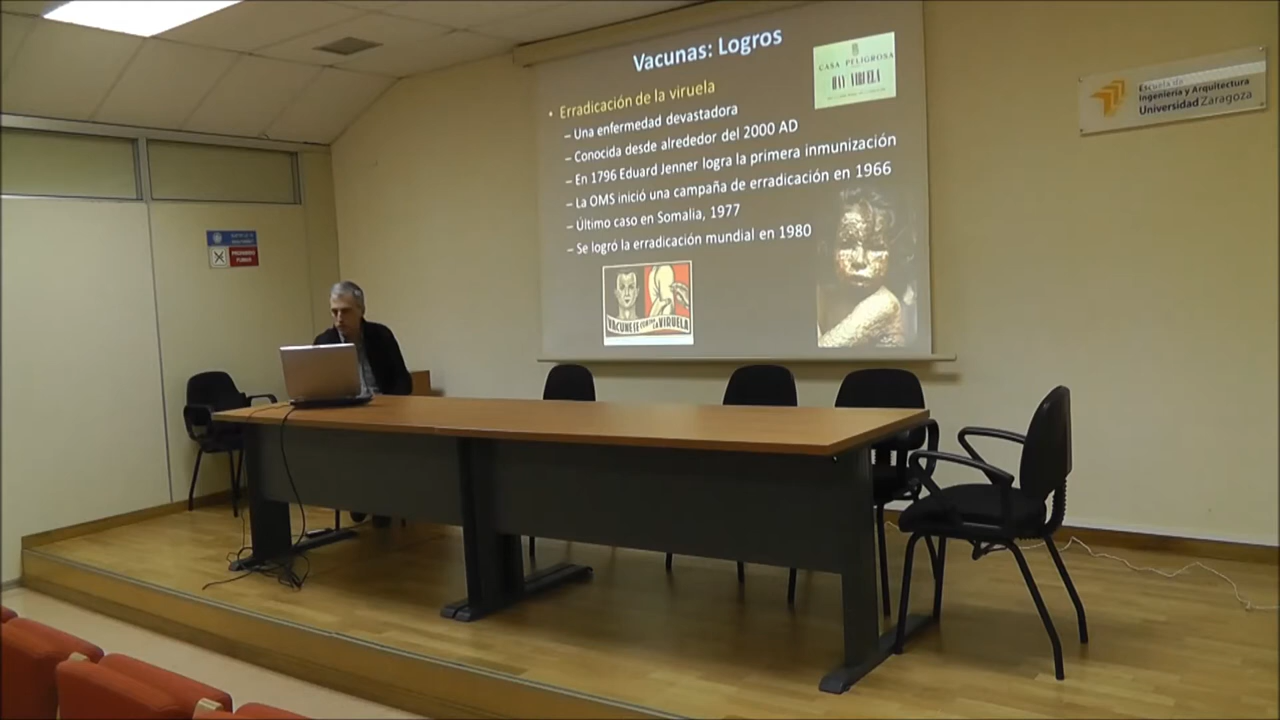 Vacunas: Logros
CASA PELIGROSA
HAY VIRUELA
• Erradicación de la viruela
– Una enfermedad devastadora
– Conocida desde alrededor del 2000 AD
– En 1796 Eduard Jenner logra la primera inmunización
– La OMS inició una campaña de erradicación en 1966
– Último caso en Somalia, 1977
– Se logró la erradicación mundial en 1980
VACUNESE CONTRA LA VIRUELA
Escuela de
Ingeniería y Arquitectura
Universidad Zaragoza
PROHIBIDO
FUMAR